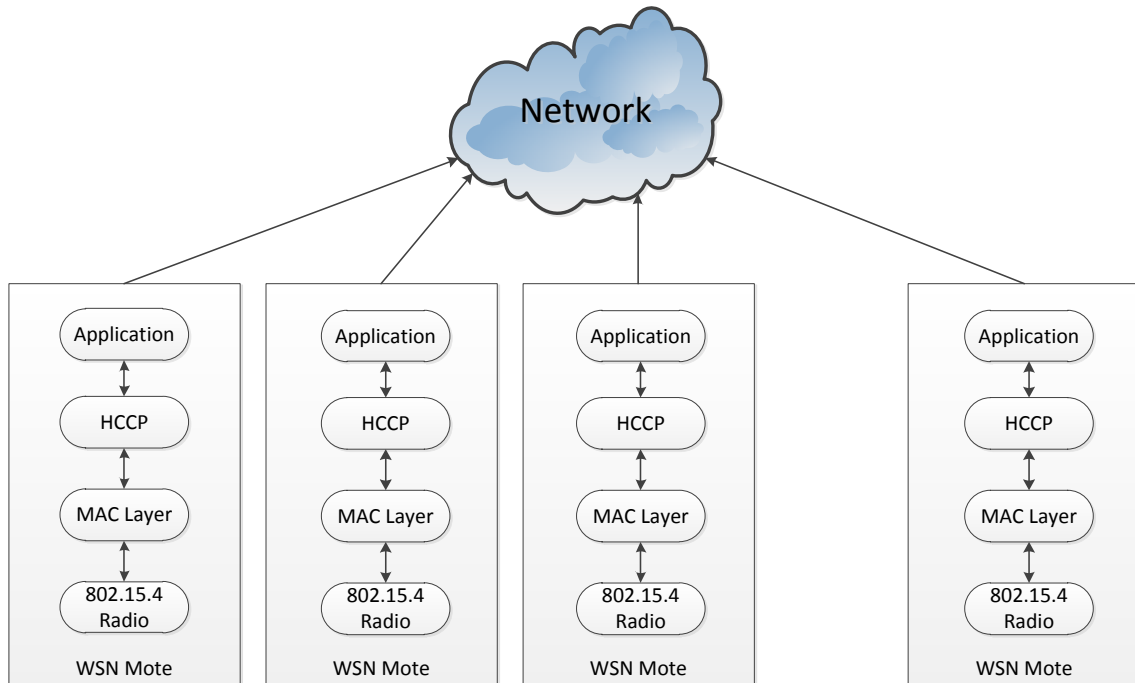 Network
Application
HCCP
MAC Layer
802.15.4
Radio
WSN Mote
Application
HCCP
MAC Layer
802.15.4
Radio
WSN Mote
Application
HCCP
MAC Layer
802.15.4
Radio
WSN Mote
Application
HCCP
MAC Layer
802.15.4
Radio
WSN Mote